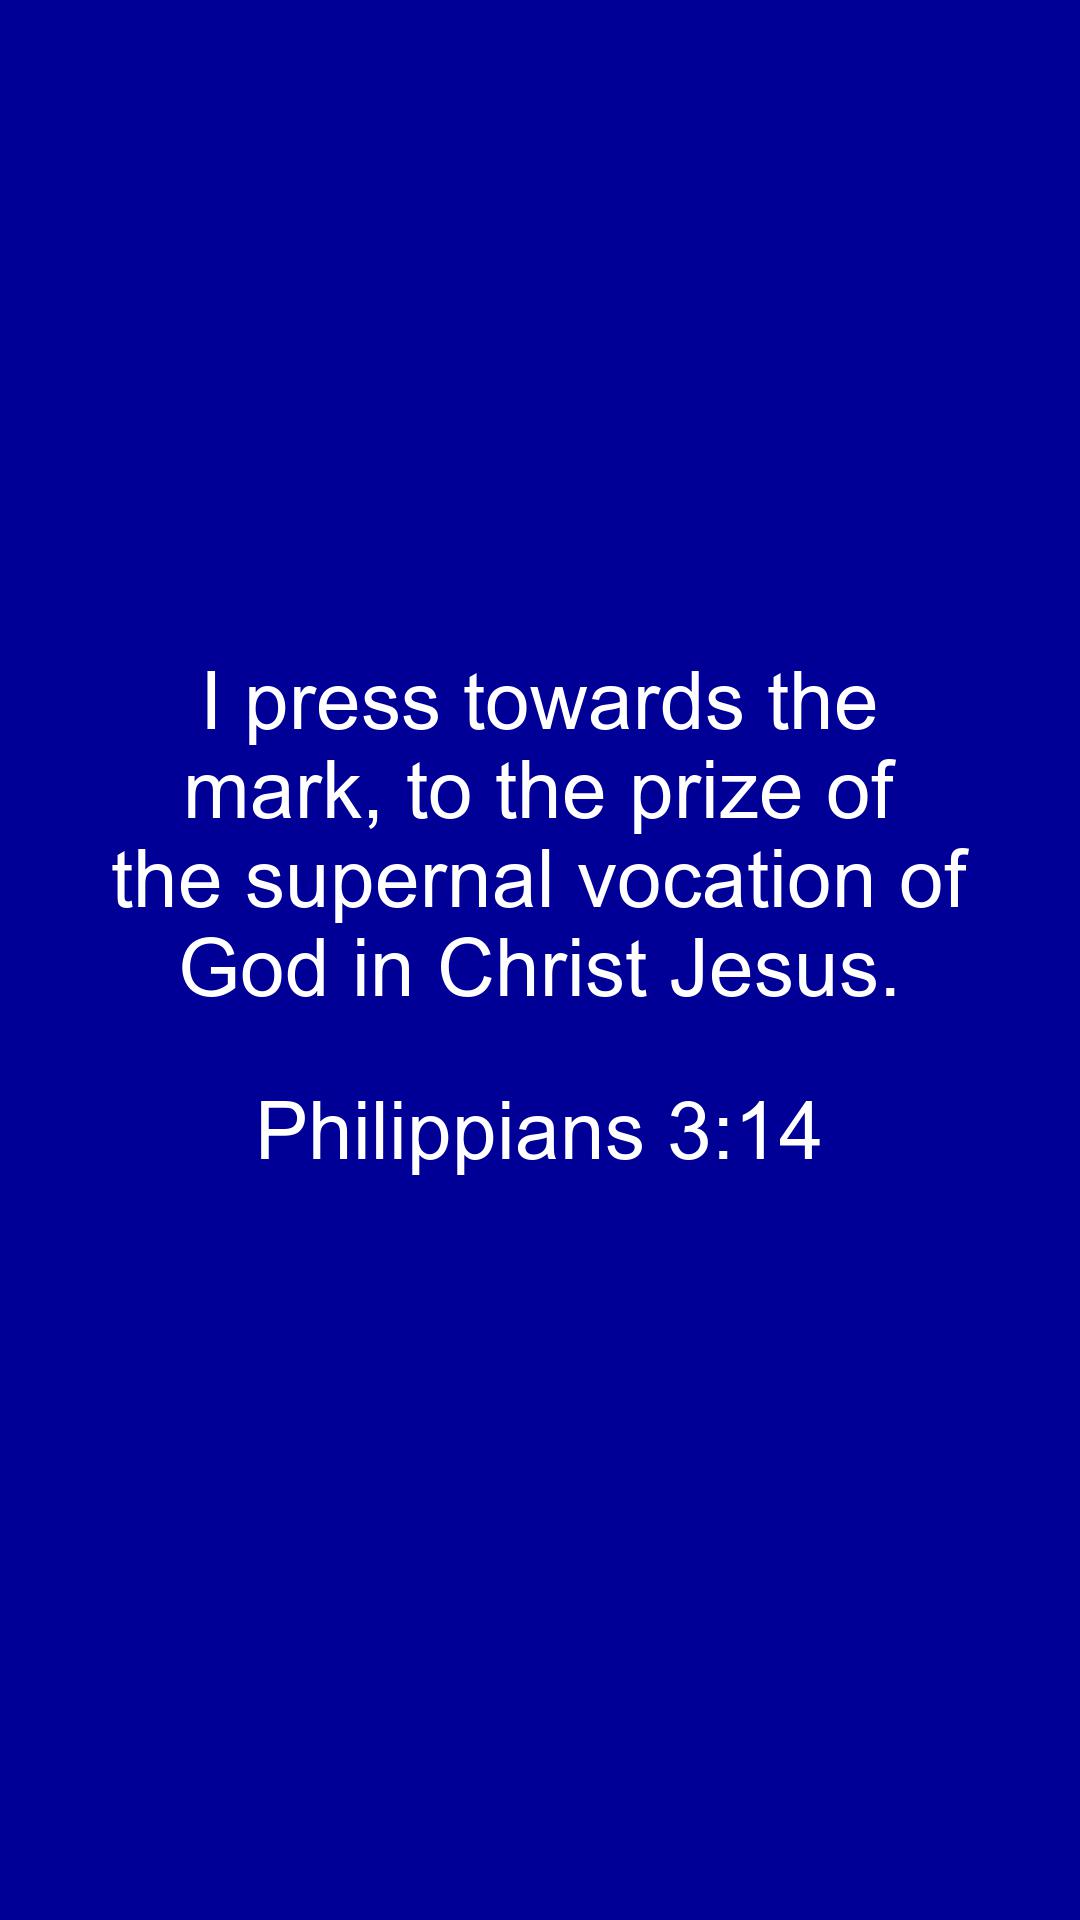 I press towards the
mark, to the prize of
the supernal vocation of
God in Christ Jesus.
Philippians 3:14